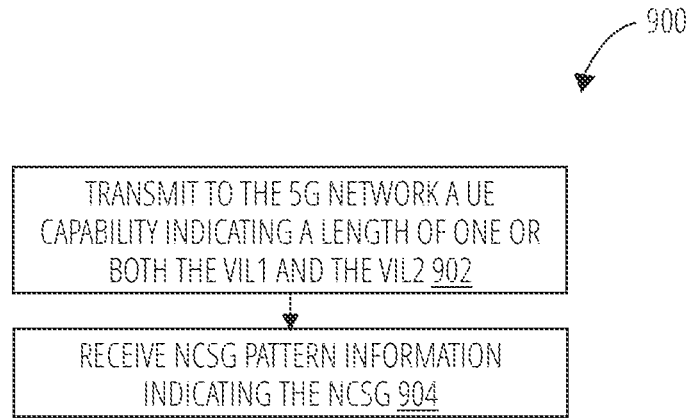 900
TRANSMIT TO THE 5G NETWORK A UE
CAPABILITY INDICATING A LENGTH OF ONE OR
BOTH THE VIL1 AND THE VIL2 902
RECEIVE NCSG PATTERN INFORMATION
INDICATING THE NCSG 904